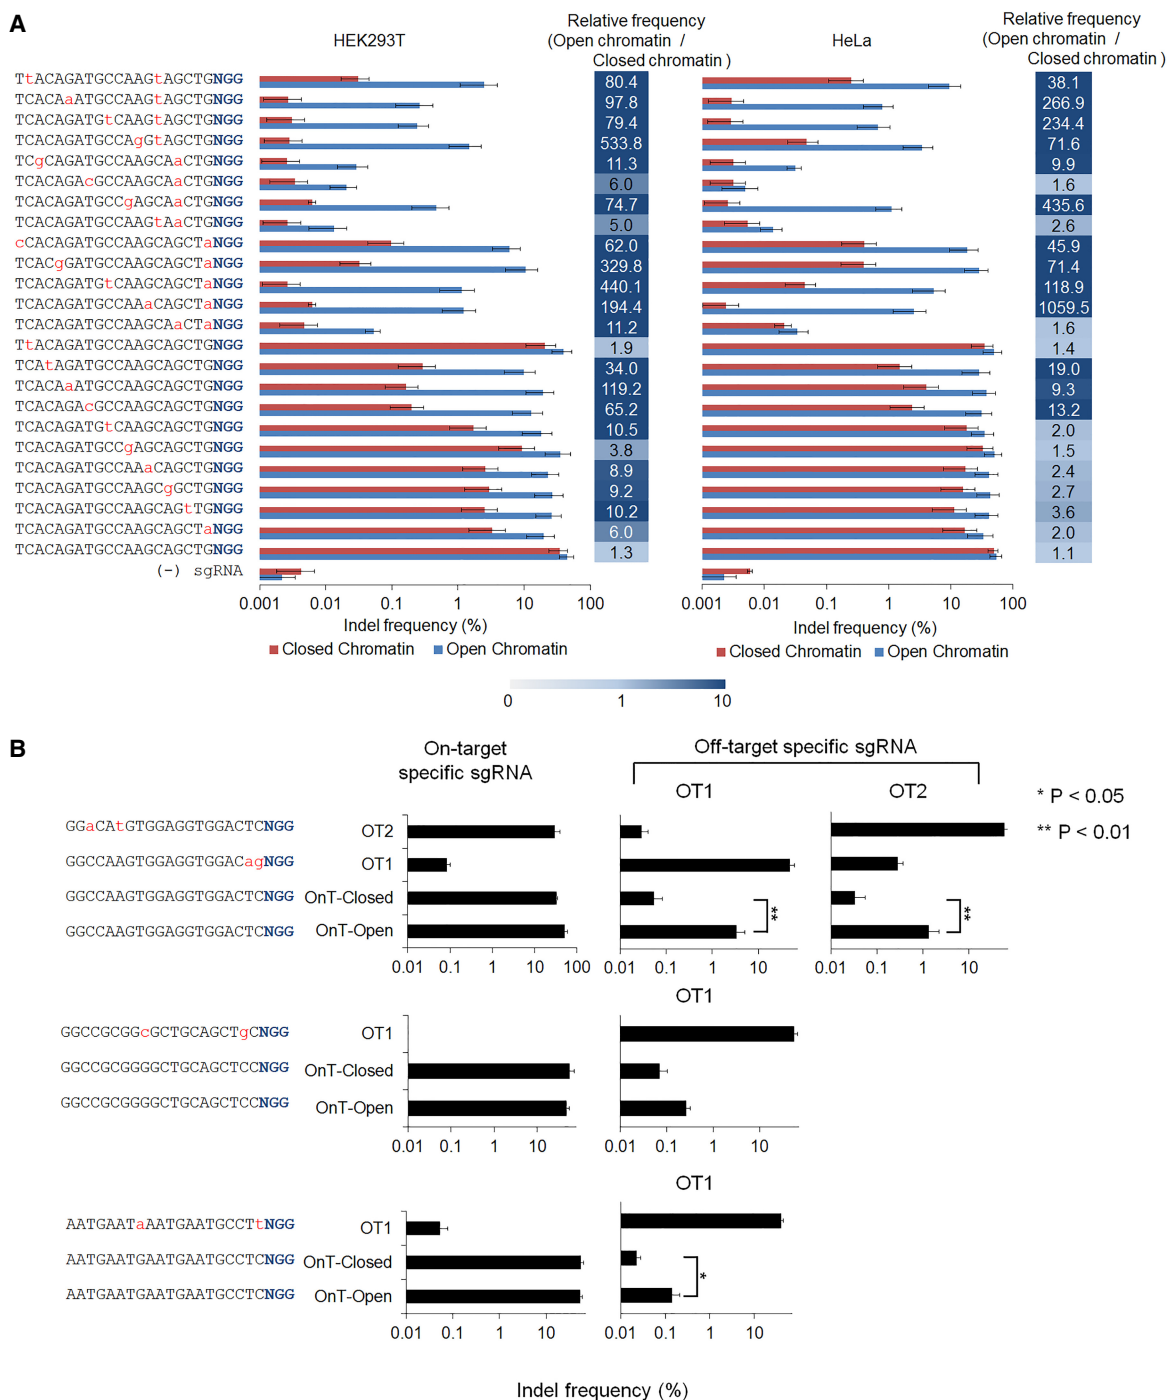 A
HEK293T
Relative frequency
(Open chromatin /
Closed chromatin)
HeLa
Relative frequency
(Open chromatin /
Closed chromatin )
TtACAGATGCCAAGtAGCTGNGG 80.4 38.1
TCACAaATGCCAAGtAGCTGNGG 97.8 266.9
TCACAGATGtCAAGtAGCTGNGG 79.4 234.4
TCACAGATGCCAgGtAGCTGNGG 533.8 71.6
TCgCAGATGCCAAGCAaCTGNGG 11.3 9.9
TCACAGAcGCCAAGCAaCTGNGG 6.0 1.6
TCACAGATGCCgAGCAaCTGNGG 74.7 435.6
TCACAGATGCCAAGtAaCTGNGG 5.0 2.6
cCACAGATGCCAAGCAGCTaNGG 62.0 45.9
TCACgGATGCCAAGCAGCTaNGG 329.8 71.4
TCACAGATGtCAAGCAGCTaNGG 440.1 118.9
TCACAGATGCCAAaCAGCTaNGG 194.4 1059.5
TCACAGATGCCAAGCAaCTaNGG 11.2 1.6
TtACAGATGCCAAGCAGCTGNGG 1.9 1.4
TCAtAGATGCCAAGCAGCTGNGG 34.0 19.0
TCACAaATGCCAAGCAGCTGNGG 119.2 9.3
TCACAGAcGCCAAGCAGCTGNGG 65.2 13.2
TCACAGATGtCAAGCAGCTGNGG 10.5 2.0
TCACAGATGCCgAGCAGCTGNGG 3.8 1.5
TCACAGATGCCAAaCAGCTGNGG 8.9 2.4
TCACAGATGCCAAGCgGCTGNGG 9.2 2.7
TCACAGATGCCAAGCAGtTGNGG 10.2 3.6
TCACAGATGCCAAGCAGCTaNGG 6.0 2.0
TCACAGATGCCAAGCAGCTGNGG 1.3 1.1
(-) sgRNA
0.001 0.01 0.1 1 10 100
0.001 0.01 0.1 1 10 100
Indel frequency (%)
Indel frequency (%)
Closed Chromatin Open Chromatin
Closed Chromatin Open Chromatin
0 1 10
B
On-target
specific sgRNA
Off-target specific sgRNA
OT1
OT2
* P < 0.05
** P < 0.01
GGaCAtGTGGAGGTGGACTCNGG OT2
GGCCAAGTGGAGGTGGACagNGG OT1
GGCCAAGTGGAGGTGGACTCNGG OnT-Closed
GGCCAAGTGGAGGTGGACTCNGG OnT-Open
**
**
0.01 0.1 1 10 100
0.01 0.1 1 10
0.01 0.1 1 10
OT1
GGCCGCGGcGCTGCAGCTgCNGG OT1
GGCCGCGGGGCTGCAGCTCCNGG OnT-Closed
GGCCGCGGGGCTGCAGCTCCNGG OnT-Open
0.01 0.1 1 10
0.01 0.1 1 10
OT1
AATGAATaAATGAATGCCTtNGG OT1
AATGAATGAATGAATGCCTCNGG OnT-Closed
AATGAATGAATGAATGCCTCNGG OnT-Open
*
0.01 0.1 1 10
0.01 0.1 1 10
Indel frequency (%)